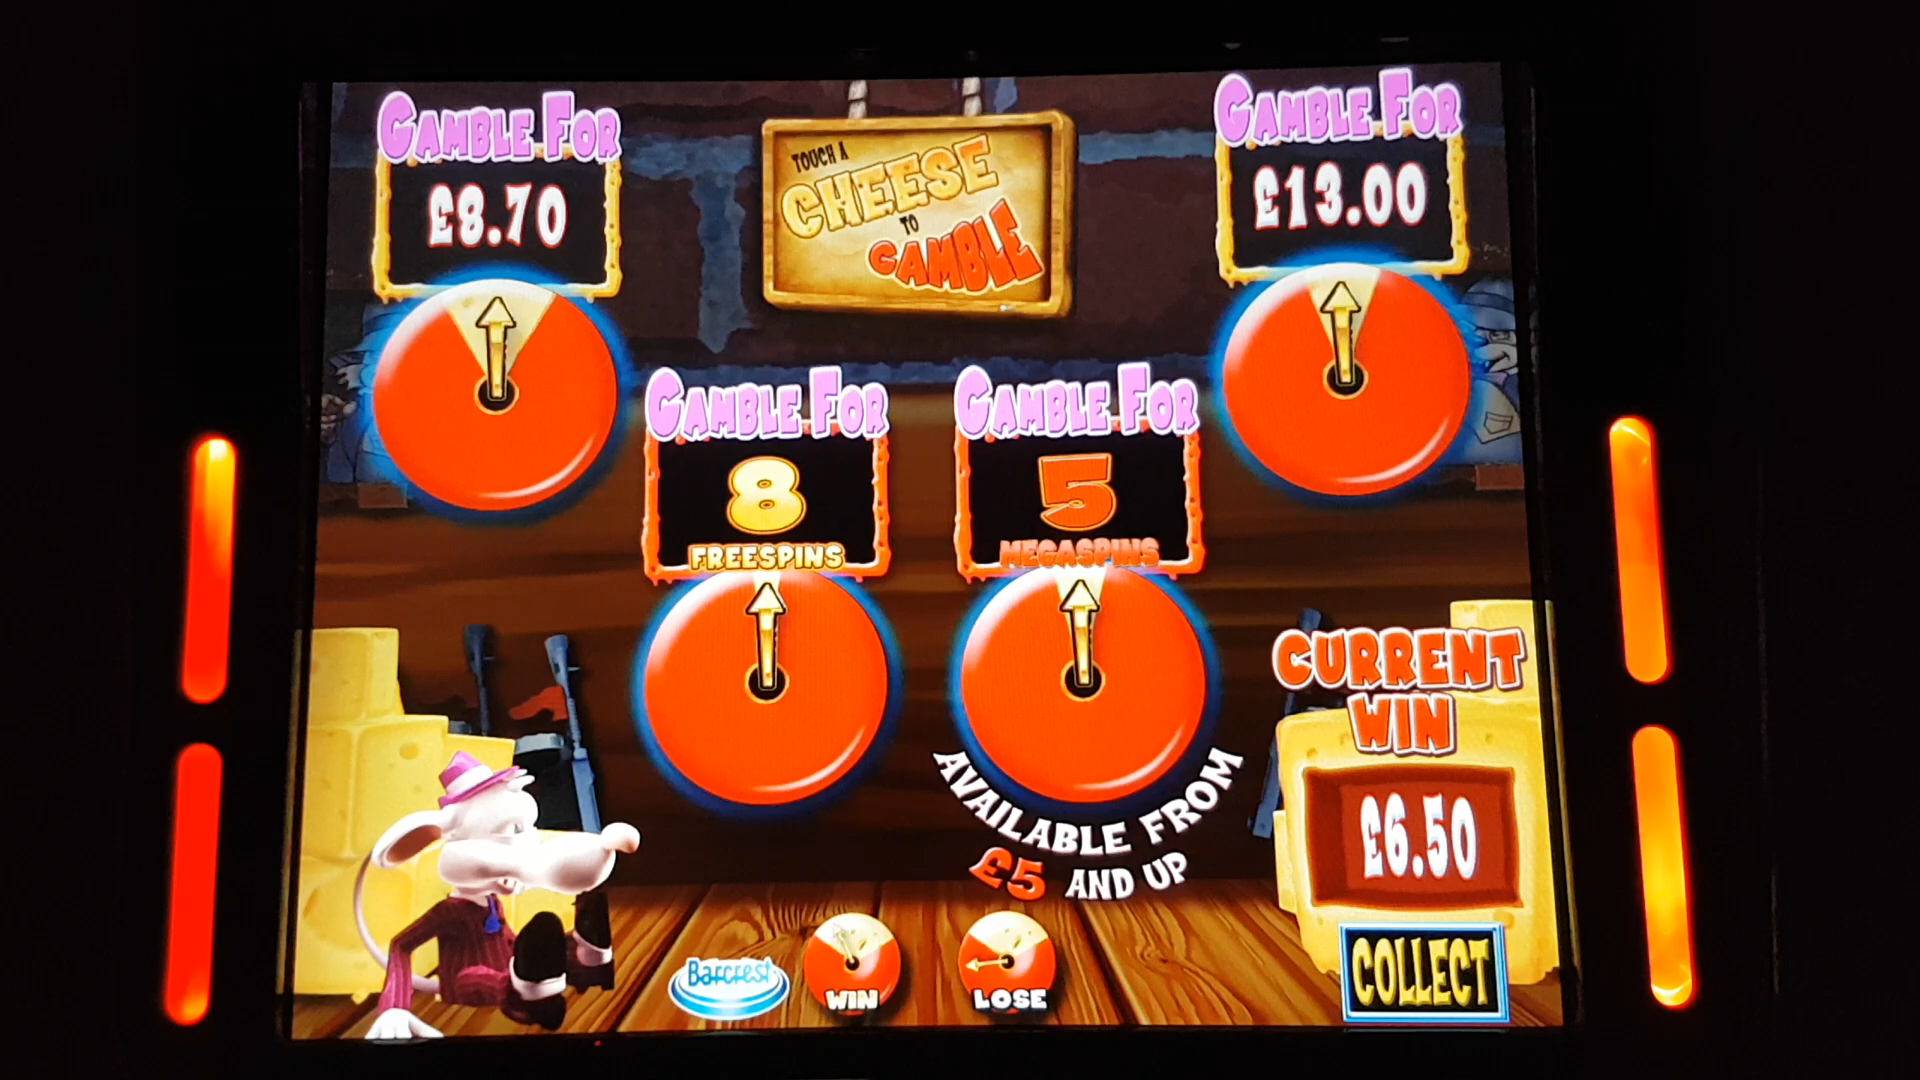 GAMBLE FOR
£8.70
TOUCH A
CHEESE
TO
GAMBLE
GAMBLE FOR
£13.00
GAMBLE FOR
8
FREESPINS
GAMBLE FOR
5
MEGASPINS
AVAILABLE FROM
£5 AND UP
CURRENT
WIN
£6.50
COLLECT
Barcrest
WIN
LOSE